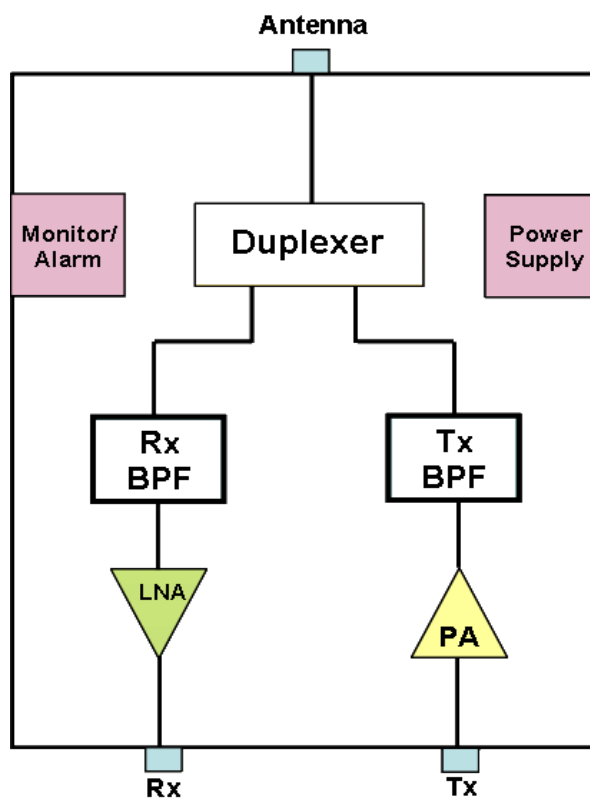 Antenna
Monitor/
Alarm
Duplexer
Power
Supply
Rx
BPF
Tx
BPF
LNA
PA
Rx
Tx